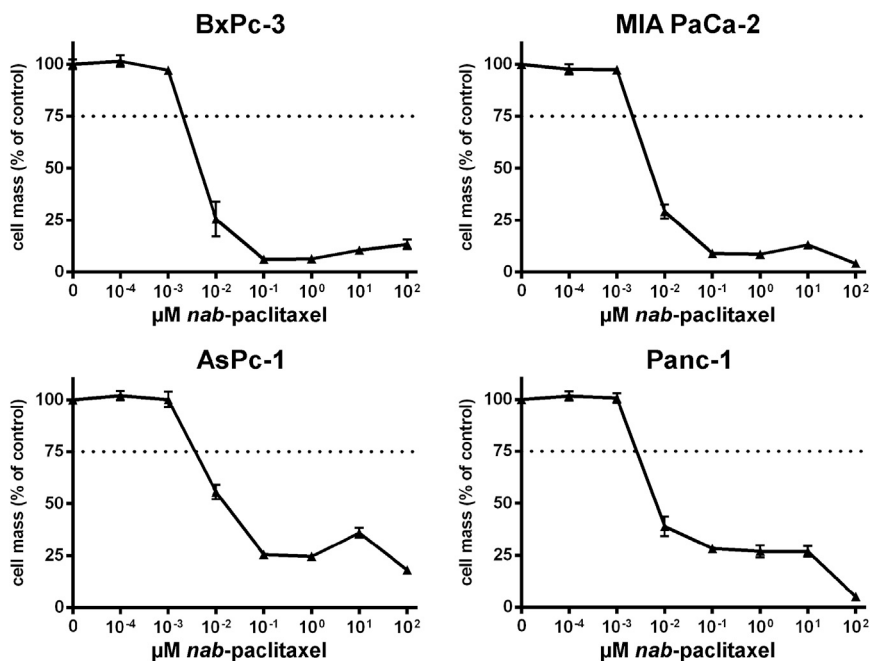 BxPc-3
cell mass (% of control)
100
75
50
25
0
0 10⁻⁴ 10⁻³ 10⁻² 10⁻¹ 10⁰ 10¹ 10²
µM nab-paclitaxel
MIA PaCa-2
cell mass (% of control)
100
75
50
25
0
0 10⁻⁴ 10⁻³ 10⁻² 10⁻¹ 10⁰ 10¹ 10²
µM nab-paclitaxel
AsPc-1
cell mass (% of control)
100
75
50
25
0
0 10⁻⁴ 10⁻³ 10⁻² 10⁻¹ 10⁰ 10¹ 10²
µM nab-paclitaxel
Panc-1
cell mass (% of control)
100
75
50
25
0
0 10⁻⁴ 10⁻³ 10⁻² 10⁻¹ 10⁰ 10¹ 10²
µM nab-paclitaxel